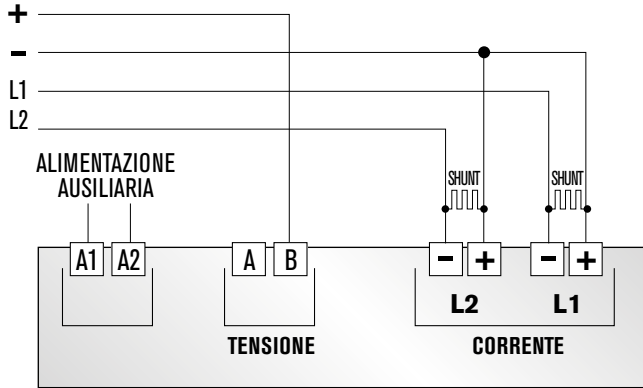 +
−
L1
L2
ALIMENTAZIONE
AUSILIARIA
SHUNT SHUNT
A1 A2 A B − + − +
L2 L1
TENSIONE CORRENTE